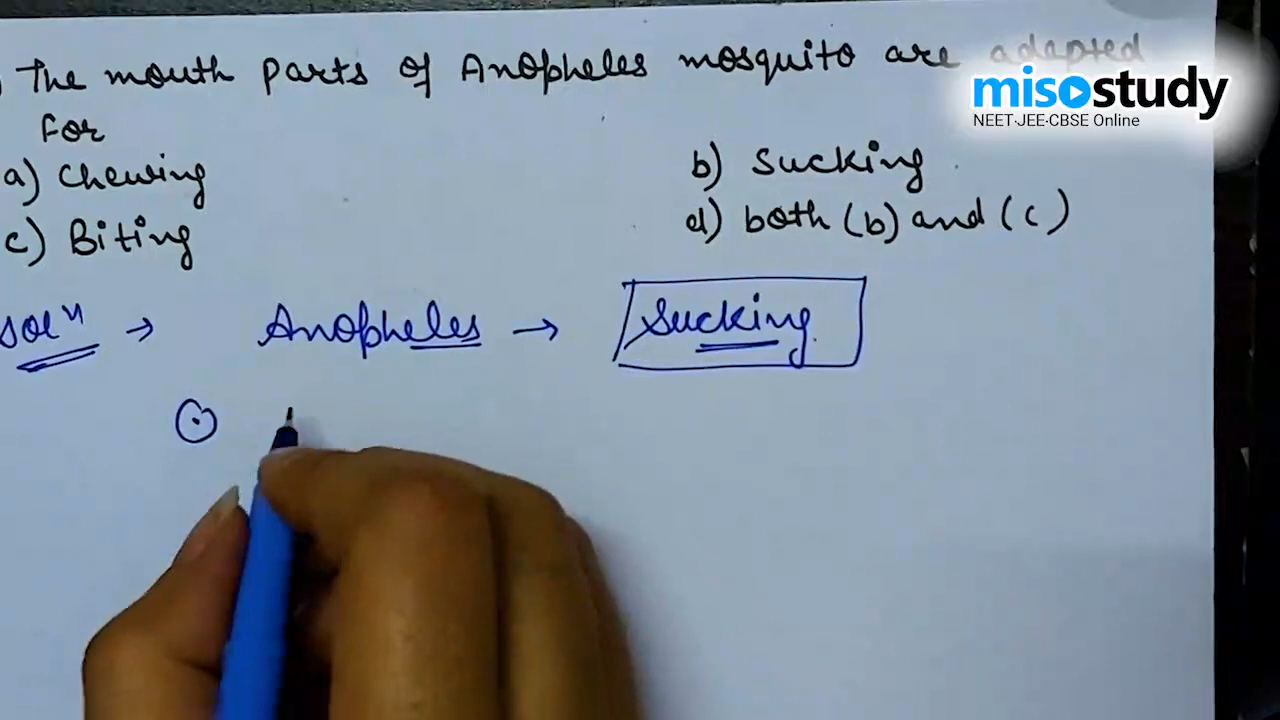 The mouth parts of Anopheles mosquito are adapted
for
a) Chewing
b) Sucking
c) Biting
d) both (b) and (c)
Soln → Anopheles → Sucking
misostudy
NEET-JEE-CBSE Online